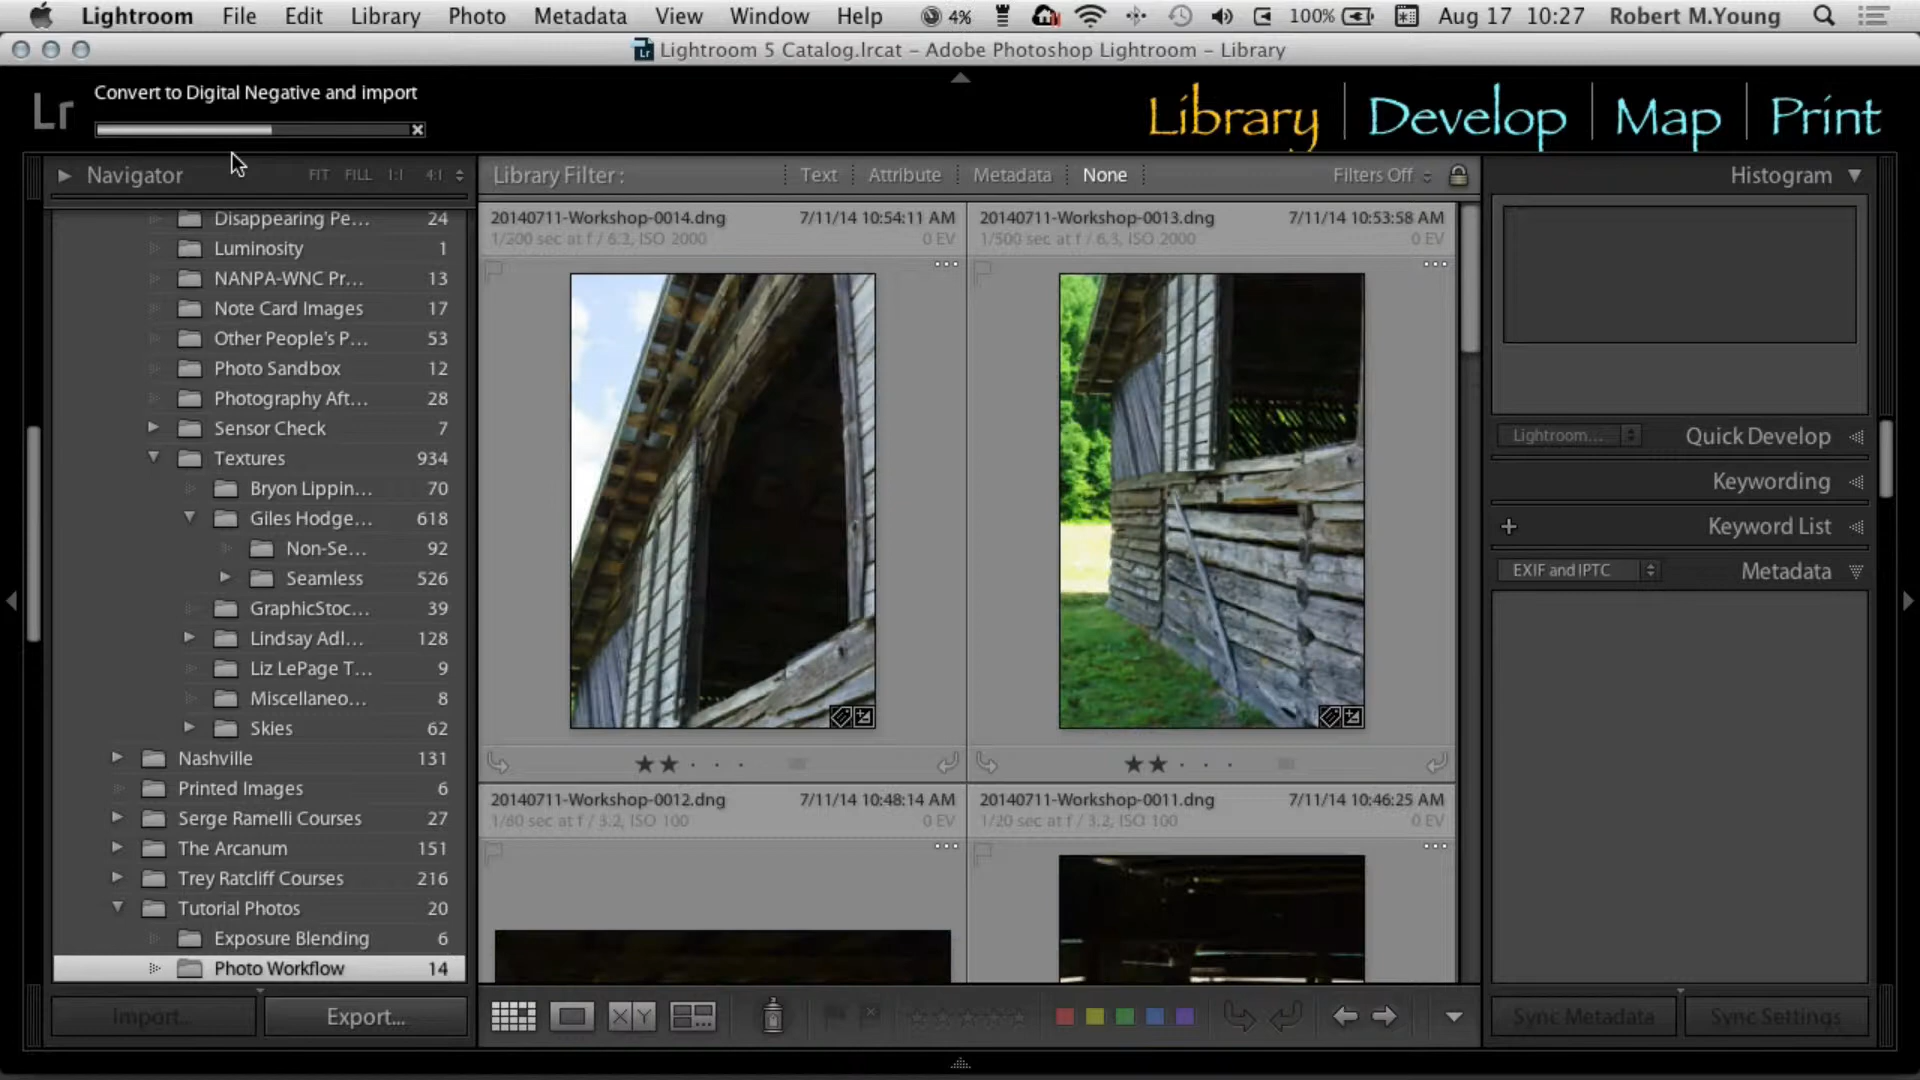 Lightroom File Edit Library Photo Metadata View Window Help 4% 100% Aug 17 10:27 Robert M.Young
Lightroom 5 Catalog.lrcat – Adobe Photoshop Lightroom – Library
Lr
Convert to Digital Negative and import
Library Develop Map Print
Navigator FIT FILL 1:1 4:1
Library Filter : Text Attribute Metadata None Filters Off
Histogram
Disappearing Pe... 24
Luminosity 1
NANPA-WNC Pr... 13
Note Card Images 17
Other People's P... 53
Photo Sandbox 12
Photography Aft... 28
Sensor Check 7
Textures 934
Bryon Lippin... 70
Giles Hodge... 618
Non-Se... 92
Seamless 526
GraphicStoc... 39
Lindsay Adl... 128
Liz LePage T... 9
Miscellaneo... 8
Skies 62
Nashville 131
Printed Images 6
Serge Ramelli Courses 27
The Arcanum 151
Trey Ratcliff Courses 216
Tutorial Photos 20
Exposure Blending 6
Photo Workflow 14
Import... Export...
20140711-Workshop-0014.dng 7/11/14 10:54:11 AM
1/200 sec at f / 6.3, ISO 2000 0 EV
20140711-Workshop-0013.dng 7/11/14 10:53:58 AM
1/500 sec at f / 6.3, ISO 2000 0 EV
20140711-Workshop-0012.dng 7/11/14 10:48:14 AM
1/80 sec at f / 3.2, ISO 100 0 EV
20140711-Workshop-0011.dng 7/11/14 10:46:25 AM
1/20 sec at f / 3.2, ISO 100 0 EV
X Y
Lightroom... Quick Develop
Keywording
+ Keyword List
EXIF and IPTC Metadata
Sync Metadata Sync Settings